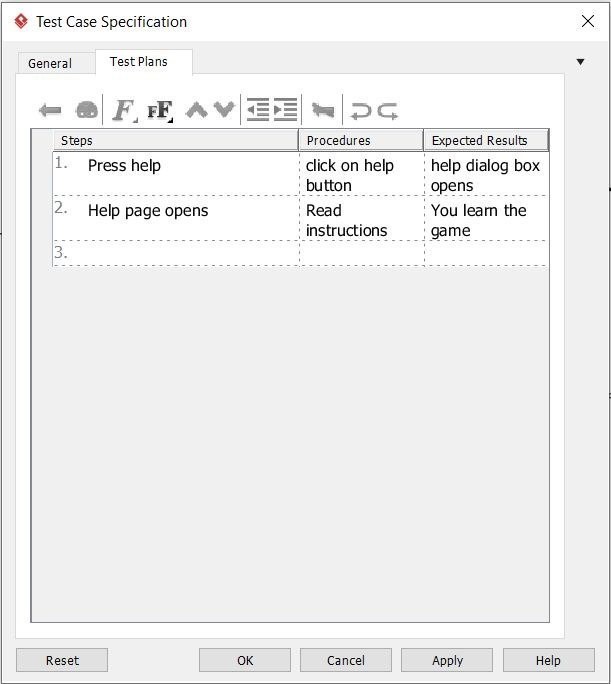 Test Case Specification
General
Test Plans
F FF
Steps Procedures Expected Results
1. Press help click on help button help dialog box opens
2. Help page opens Read instructions You learn the game
3.
Reset OK Cancel Apply Help